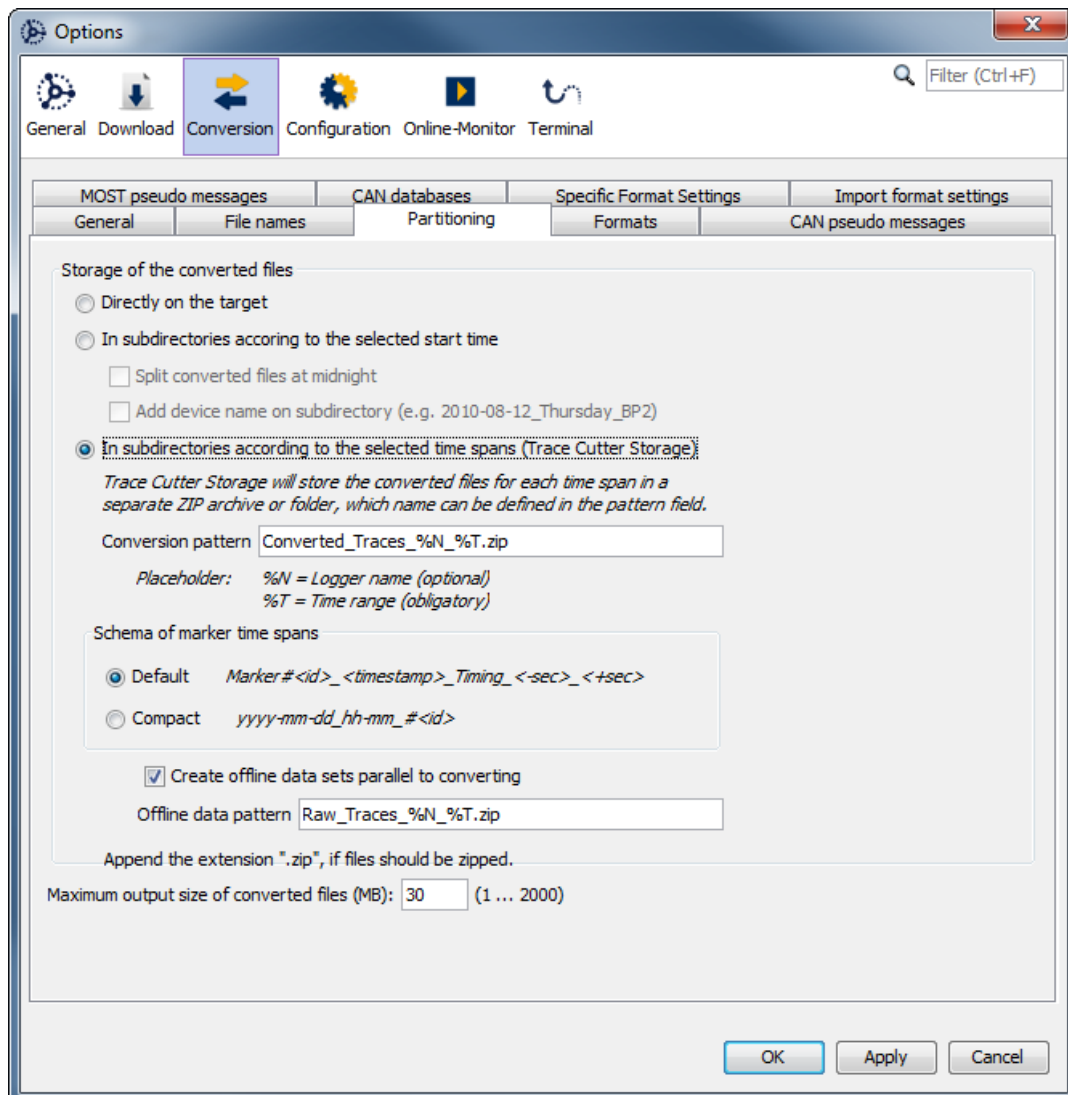 Options
Filter (Ctrl+F)
General Download Conversion Configuration Online-Monitor Terminal
MOST pseudo messages CAN databases Specific Format Settings Import format settings
General File names Partitioning Formats CAN pseudo messages
Storage of the converted files
Directly on the target
In subdirectories accoring to the selected start time
Split converted files at midnight
Add device name on subdirectory (e.g. 2010-08-12_Thursday_BP2)
In subdirectories according to the selected time spans (Trace Cutter Storage)
Trace Cutter Storage will store the converted files for each time span in a
separate ZIP archive or folder, which name can be defined in the pattern field.
Conversion pattern Converted_Traces_%N_%T.zip
Placeholder: %N = Logger name (optional)
%T = Time range (obligatory)
Schema of marker time spans
Default Marker#<id>_<timestamp>_Timing_<-sec>_<+sec>
Compact yyyy-mm-dd_hh-mm_#<id>
Create offline data sets parallel to converting
Offline data pattern Raw_Traces_%N_%T.zip
Append the extension ".zip", if files should be zipped.
Maximum output size of converted files (MB): 30 (1 ... 2000)
OK Apply Cancel